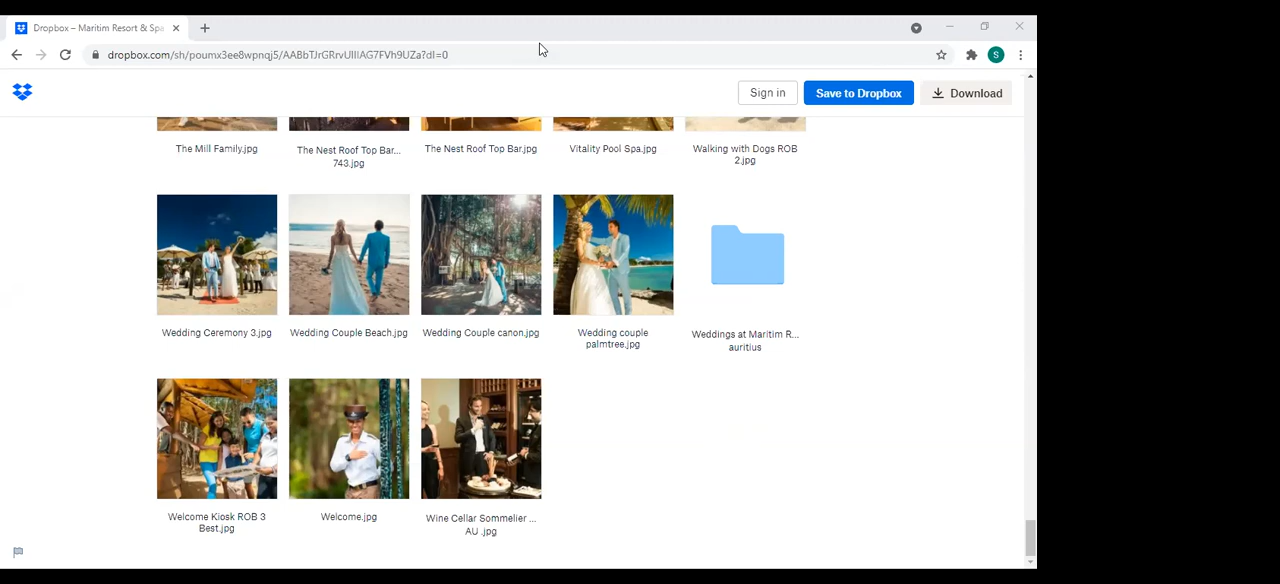 Dropbox – Maritim Resort & Spa
dropbox.com/sh/poumx3ee8wpnqj5/AABbTJrGRrvUIIIAG7FVh9UZa?dl=0
S
Sign in
Save to Dropbox
Download
The Mill Family.jpg
The Nest Roof Top Bar...
743.jpg
The Nest Roof Top Bar.jpg
Vitality Pool Spa.jpg
Walking with Dogs ROB
2.jpg
Wedding Ceremony 3.jpg
Wedding Couple Beach.jpg
Wedding Couple canon.jpg
Wedding couple
palmtree.jpg
Weddings at Maritim R...
auritius
Welcome Kiosk ROB 3
Best.jpg
Welcome.jpg
Wine Cellar Sommelier ...
AU .jpg